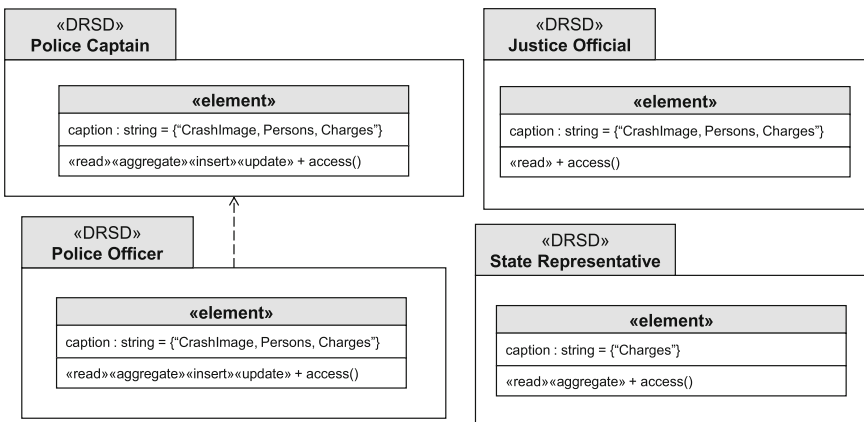 «DRSD»
Police Captain
«element»
caption : string = {“CrashImage, Persons, Charges”}
«read»«aggregate»«insert»«update» + access()
«DRSD»
Police Officer
«element»
caption : string = {“CrashImage, Persons, Charges”}
«read»«aggregate»«insert»«update» + access()
«DRSD»
Justice Official
«element»
caption : string = {“CrashImage, Persons, Charges”}
«read» + access()
«DRSD»
State Representative
«element»
caption : string = {“Charges”}
«read»«aggregate» + access()